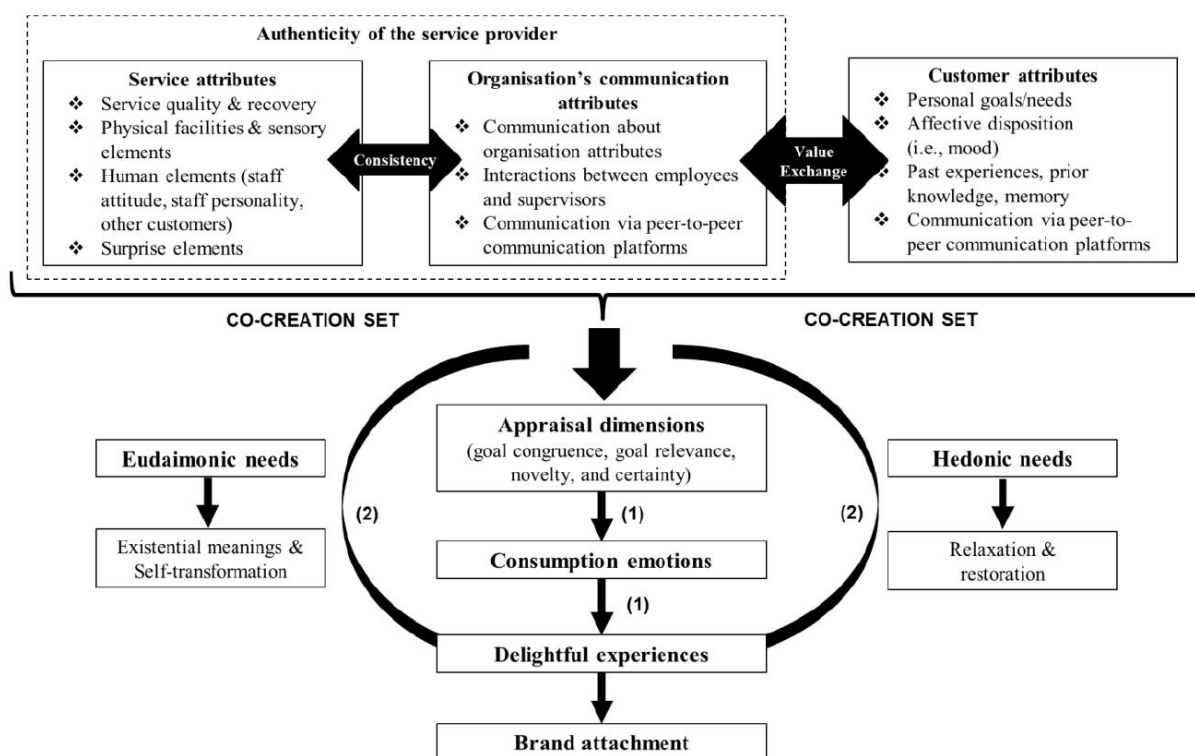 Authenticity of the service provider
Service attributes
❖ Service quality & recovery
❖ Physical facilities & sensory
elements
❖ Human elements (staff
attitude, staff personality,
other customers)
❖ Surprise elements
Consistency
Organisation's communication
attributes
❖ Communication about
organisation attributes
❖ Interactions between employees
and supervisors
❖ Communication via peer-to-peer
communication platforms
Value
Exchange
Customer attributes
❖ Personal goals/needs
❖ Affective disposition
(i.e., mood)
❖ Past experiences, prior
knowledge, memory
❖ Communication via peer-to-
peer communication platforms
CO-CREATION SET
CO-CREATION SET
Appraisal dimensions
(goal congruence, goal relevance,
novelty, and certainty)
Eudaimonic needs
Hedonic needs
(2)
(1)
(2)
Existential meanings &
Self-transformation
Consumption emotions
Relaxation &
restoration
(1)
Delightful experiences
Brand attachment